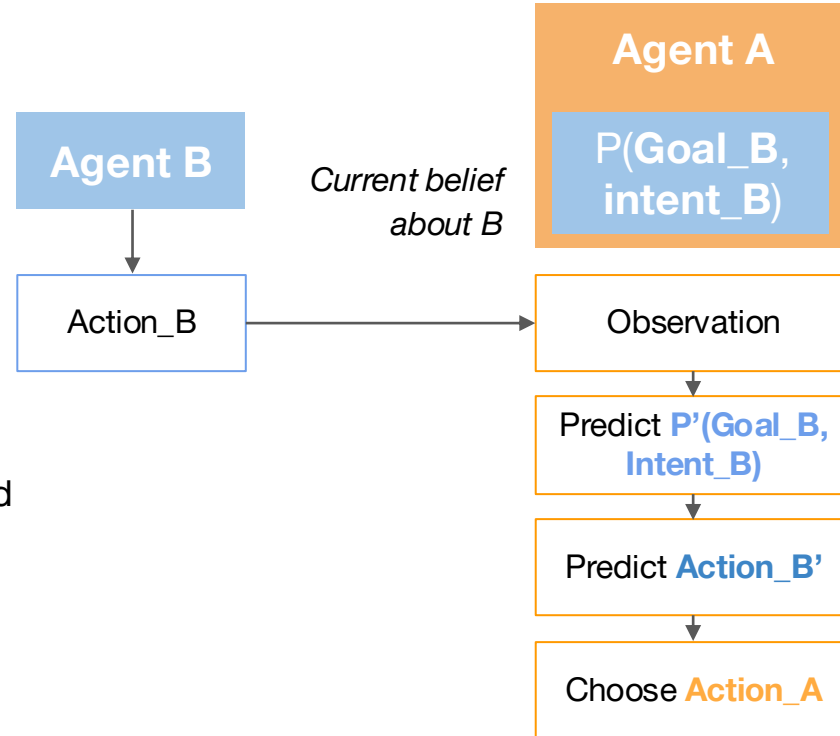 Agent A
Agent B
P(Goal_B,
intent_B)
Current belief
about B
Action_B
Observation
Predict P’(Goal_B,
Intent_B)
Predict Action_B’
Choose Action_A